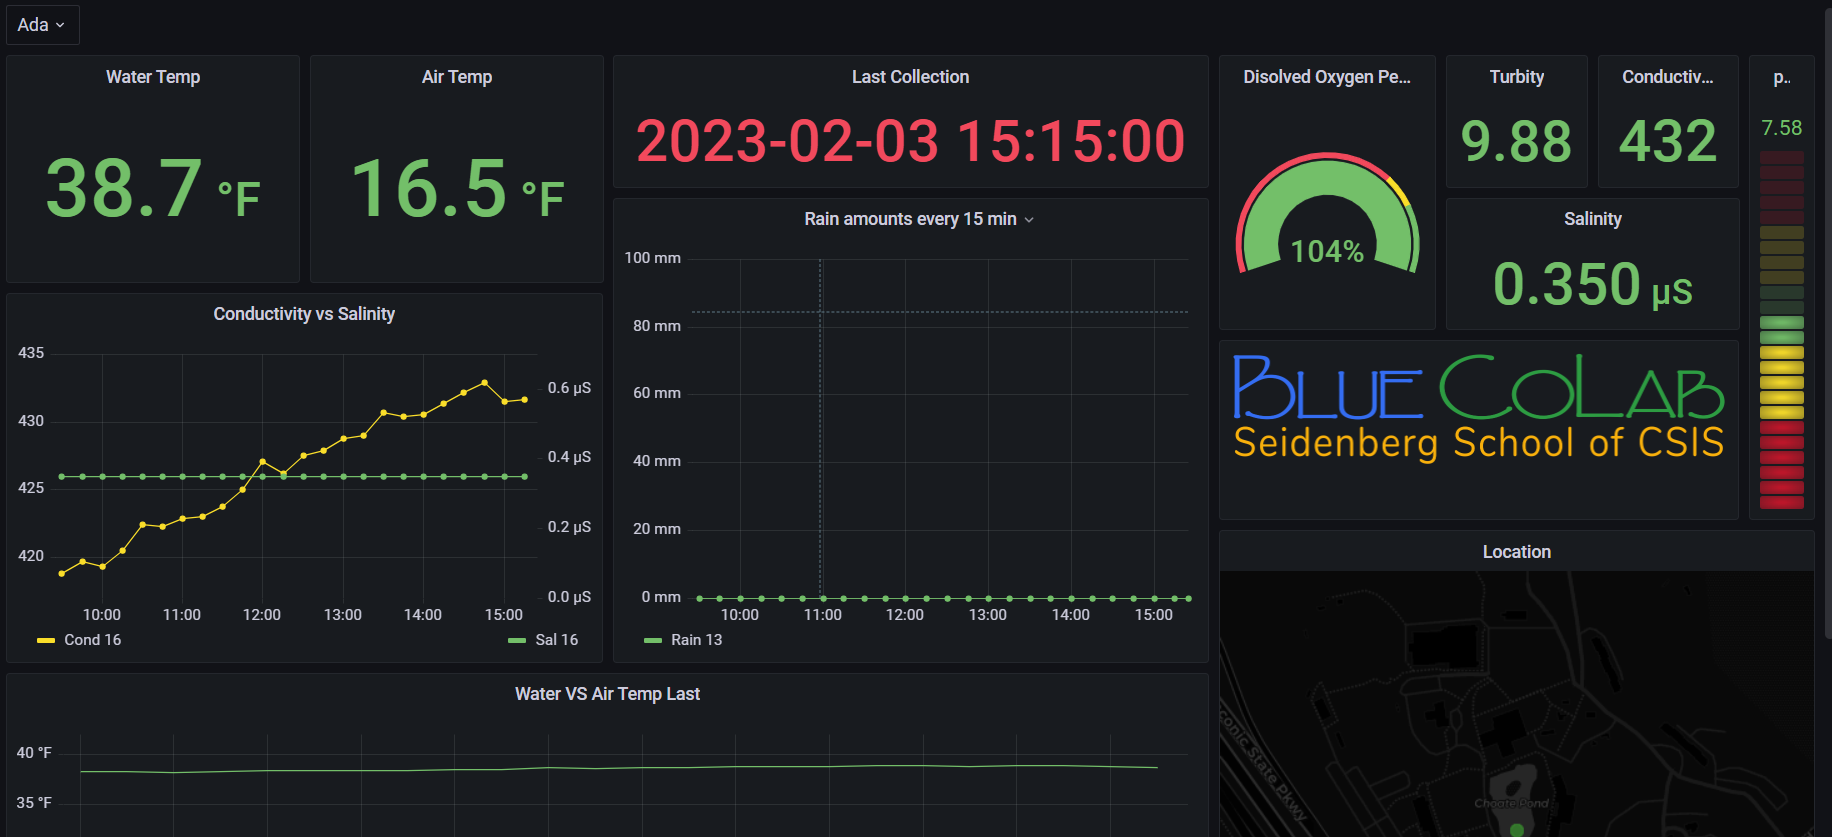 Ada
Water Temp
38.7 °F
Air Temp
16.5 °F
Last Collection
2023-02-03 15:15:00
Disolved Oxygen Pe...
104%
Turbity
9.88
Conductiv...
432
p..
7.58
Salinity
0.350 µS
Conductivity vs Salinity
435
430
425
420
0.6 µS
0.4 µS
0.2 µS
0.0 µS
10:00 11:00 12:00 13:00 14:00 15:00
Cond 16
Sal 16
Rain amounts every 15 min
100 mm
80 mm
60 mm
40 mm
20 mm
0 mm
10:00 11:00 12:00 13:00 14:00 15:00
Rain 13
BLUE COLAB
Seidenberg School of CSIS
Location
conic State Pkwy
Choate Pond
Water VS Air Temp Last
40 °F
35 °F